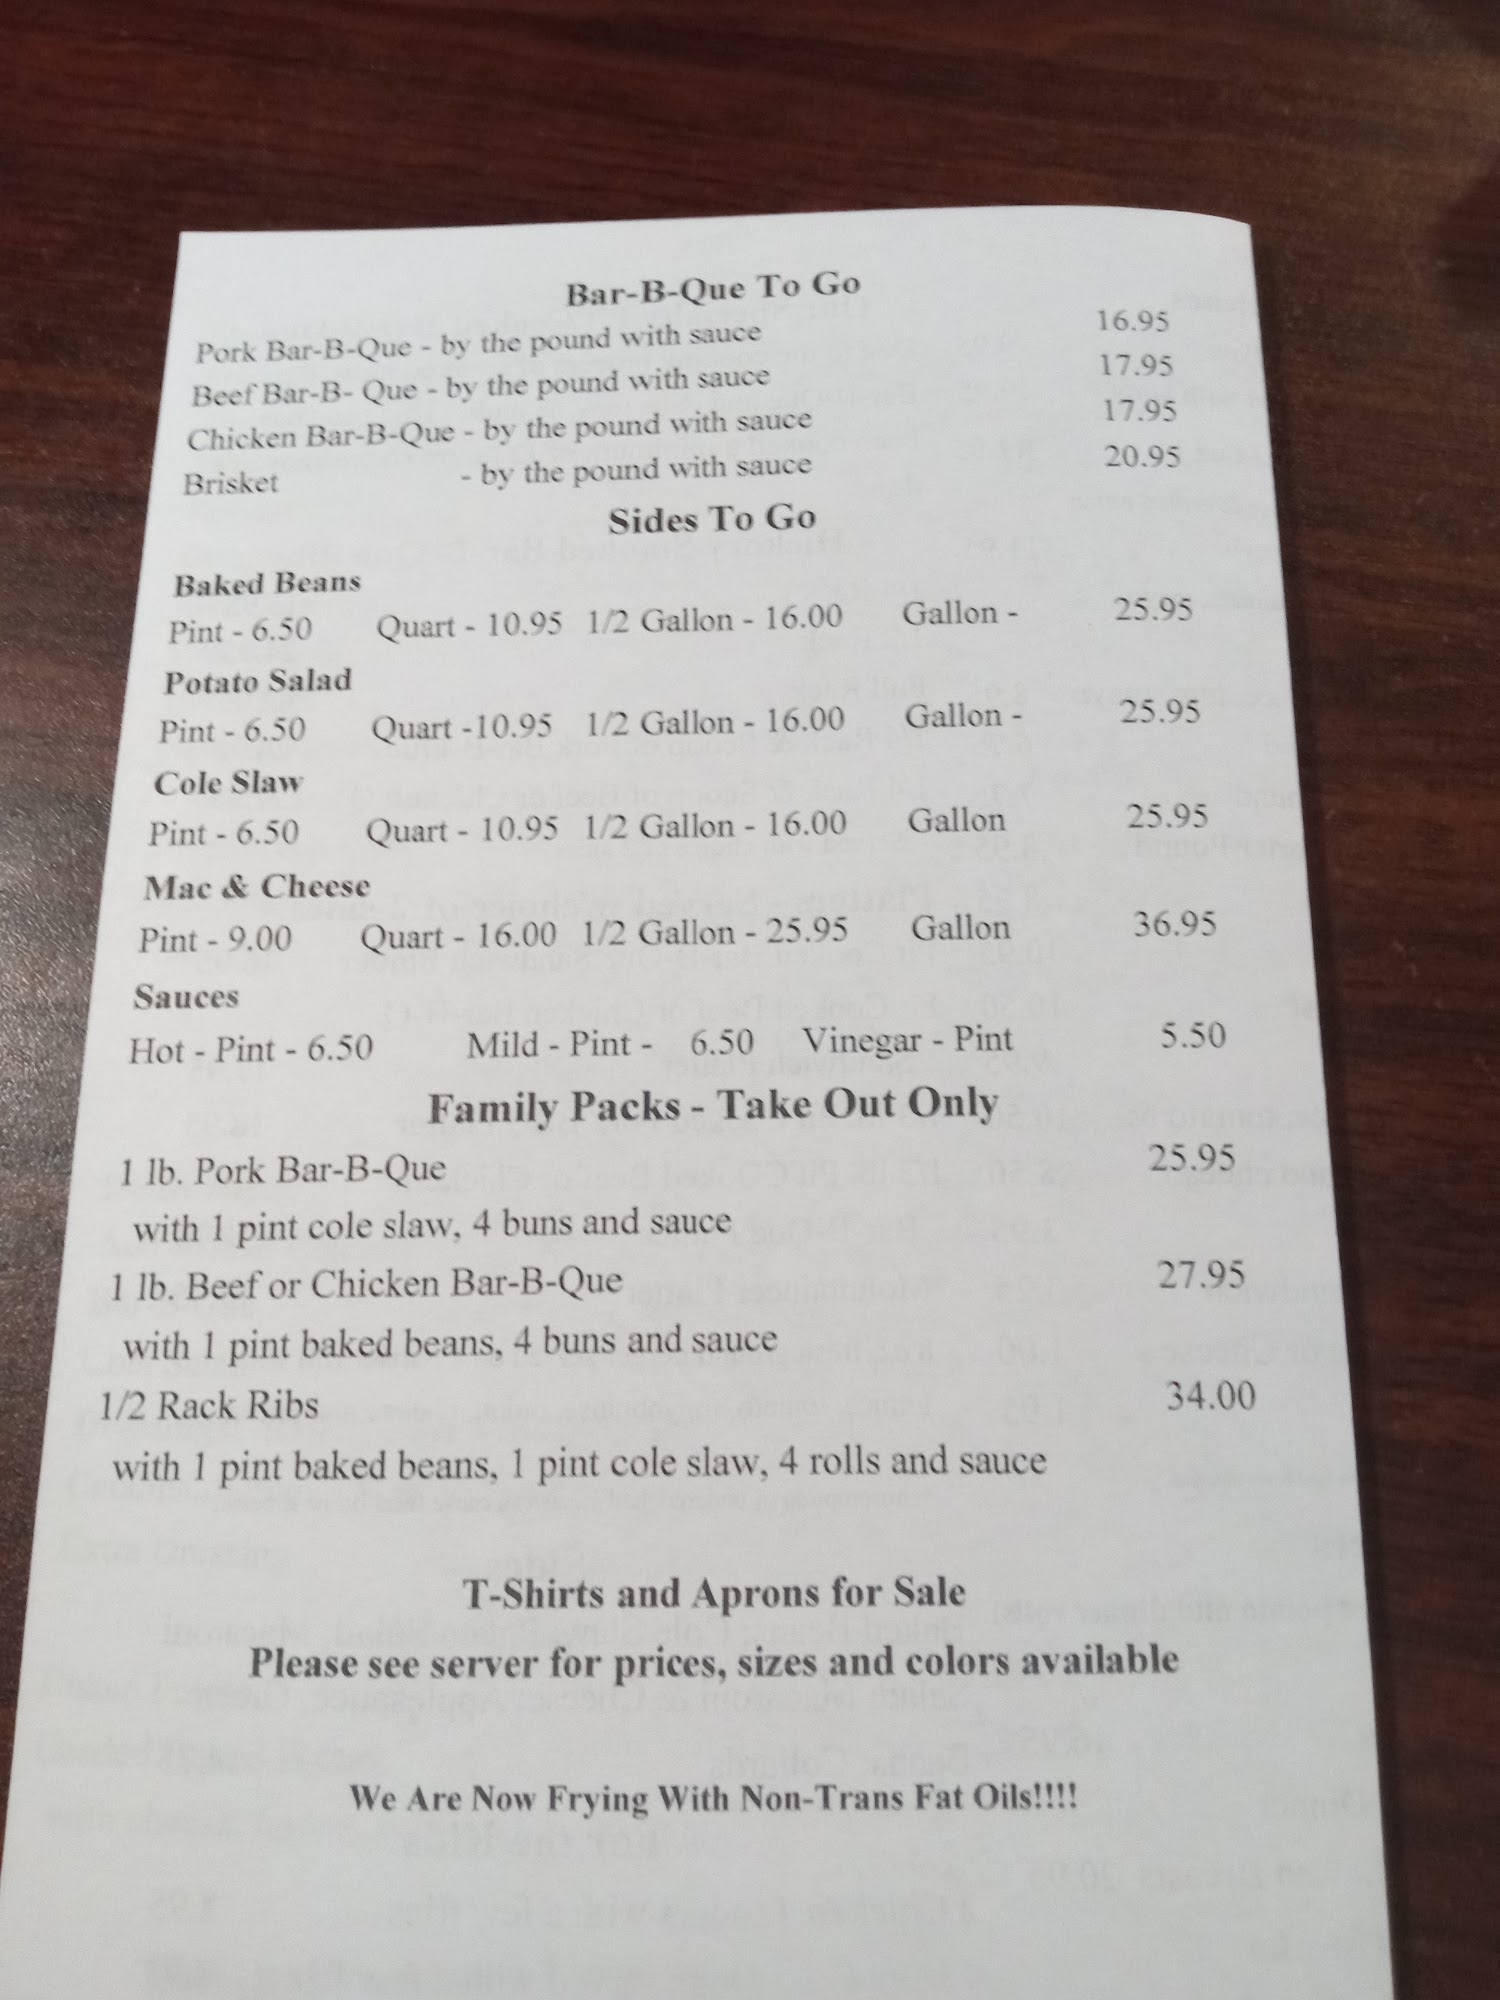 Bar-B-Que To Go
Pork Bar-B-Que - by the pound with sauce 16.95
Beef Bar-B- Que - by the pound with sauce 17.95
Chicken Bar-B-Que - by the pound with sauce 17.95
Brisket - by the pound with sauce 20.95
Sides To Go
Baked Beans
Pint - 6.50 Quart - 10.95 1/2 Gallon - 16.00 Gallon - 25.95
Potato Salad
Pint - 6.50 Quart -10.95 1/2 Gallon - 16.00 Gallon - 25.95
Cole Slaw
Pint - 6.50 Quart - 10.95 1/2 Gallon - 16.00 Gallon 25.95
Mac & Cheese
Pint - 9.00 Quart - 16.00 1/2 Gallon - 25.95 Gallon 36.95
Sauces
Hot - Pint - 6.50 Mild - Pint - 6.50 Vinegar - Pint 5.50
Family Packs - Take Out Only
1 lb. Pork Bar-B-Que 25.95
with 1 pint cole slaw, 4 buns and sauce
1 lb. Beef or Chicken Bar-B-Que 27.95
with 1 pint baked beans, 4 buns and sauce
1/2 Rack Ribs 34.00
with 1 pint baked beans, 1 pint cole slaw, 4 rolls and sauce
T-Shirts and Aprons for Sale
Please see server for prices, sizes and colors available
We Are Now Frying With Non-Trans Fat Oils!!!!